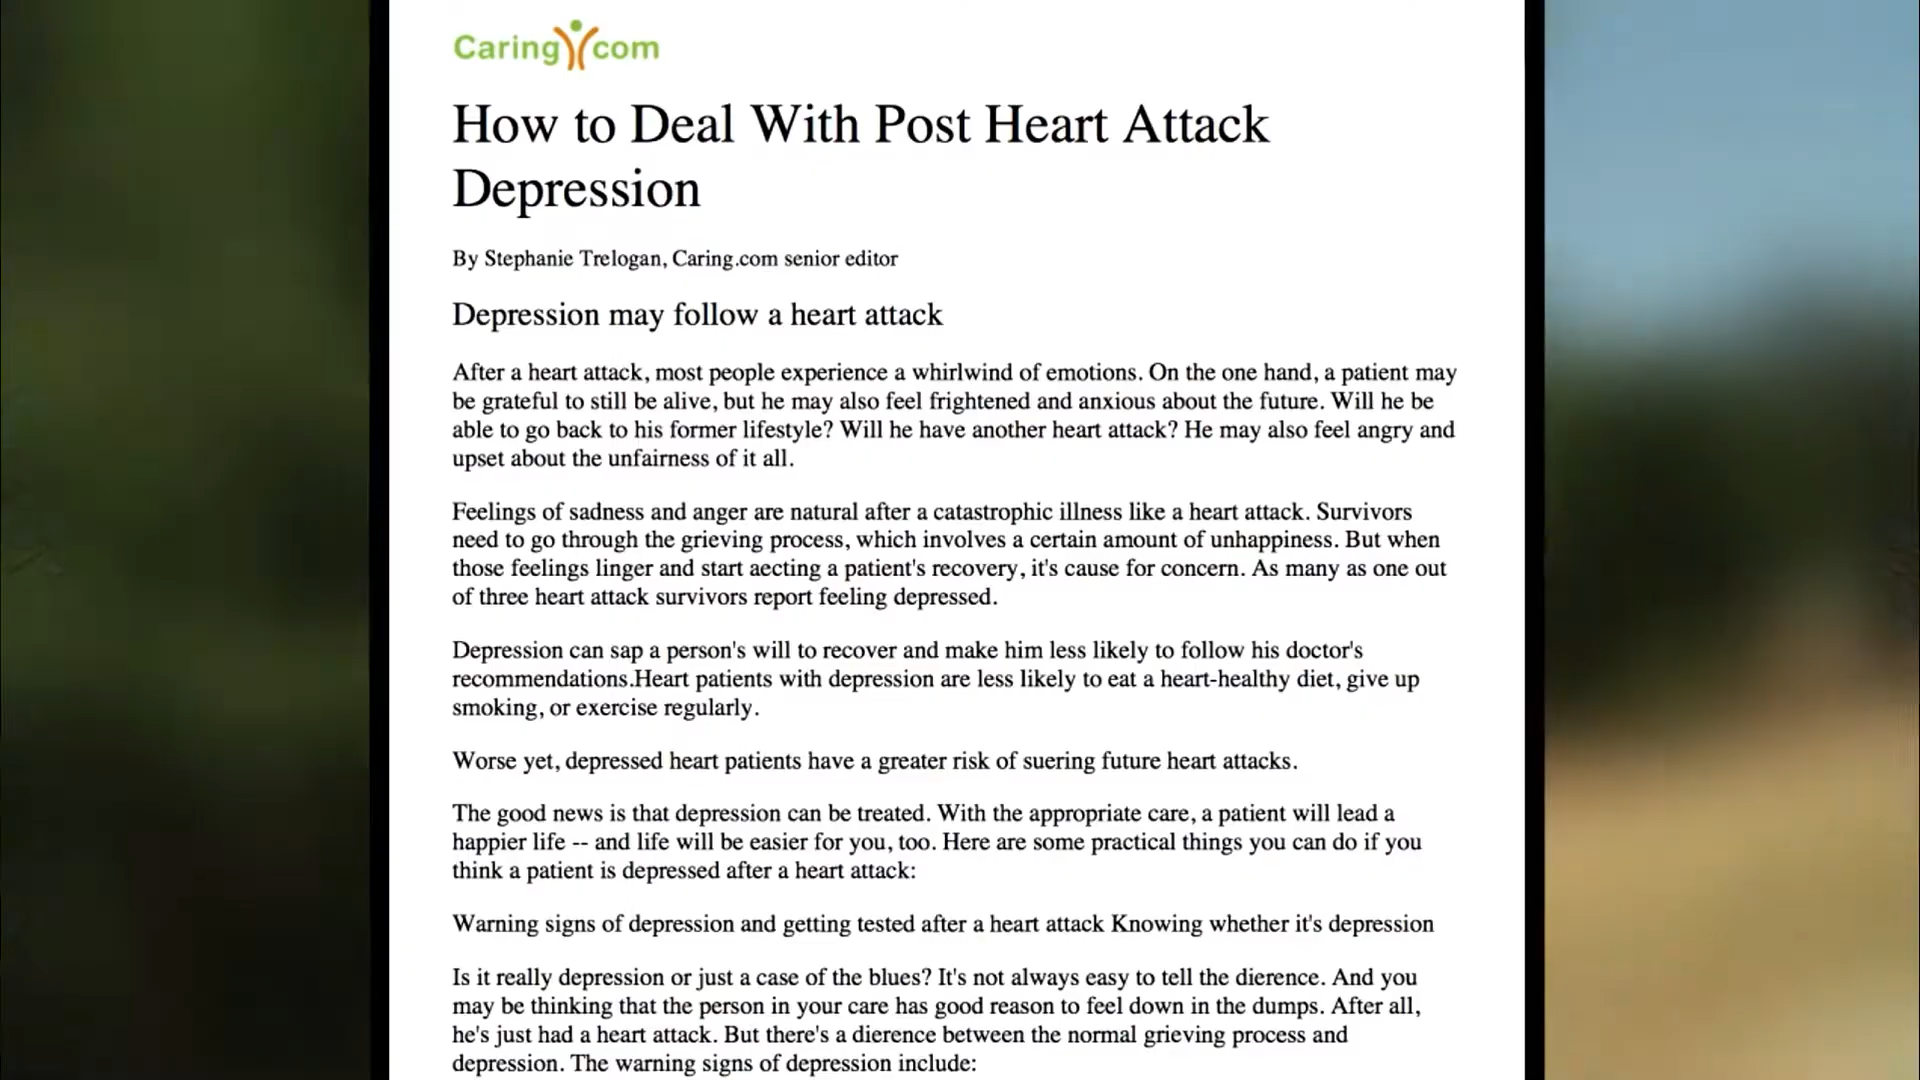 Caring com
How to Deal With Post Heart Attack
Depression
By Stephanie Trelogan, Caring.com senior editor
Depression may follow a heart attack
After a heart attack, most people experience a whirlwind of emotions. On the one hand, a patient may
be grateful to still be alive, but he may also feel frightened and anxious about the future. Will he be
able to go back to his former lifestyle? Will he have another heart attack? He may also feel angry and
upset about the unfairness of it all.
Feelings of sadness and anger are natural after a catastrophic illness like a heart attack. Survivors
need to go through the grieving process, which involves a certain amount of unhappiness. But when
those feelings linger and start aecting a patient's recovery, it's cause for concern. As many as one out
of three heart attack survivors report feeling depressed.
Depression can sap a person's will to recover and make him less likely to follow his doctor's
recommendations.Heart patients with depression are less likely to eat a heart-healthy diet, give up
smoking, or exercise regularly.
Worse yet, depressed heart patients have a greater risk of suering future heart attacks.
The good news is that depression can be treated. With the appropriate care, a patient will lead a
happier life -- and life will be easier for you, too. Here are some practical things you can do if you
think a patient is depressed after a heart attack:
Warning signs of depression and getting tested after a heart attack Knowing whether it's depression
Is it really depression or just a case of the blues? It's not always easy to tell the dierence. And you
may be thinking that the person in your care has good reason to feel down in the dumps. After all,
he's just had a heart attack. But there's a dierence between the normal grieving process and
depression. The warning signs of depression include: